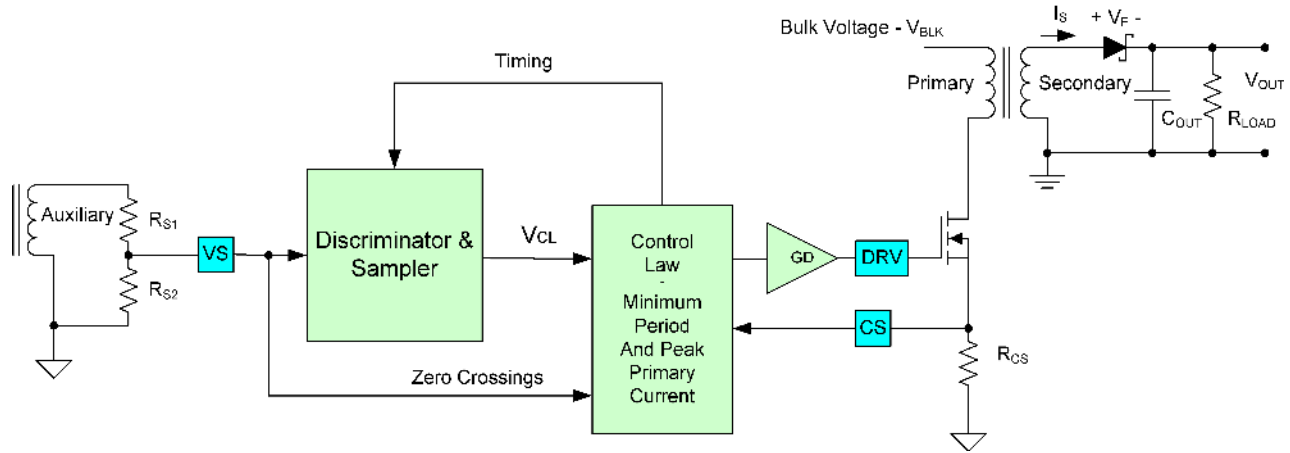 Bulk Voltage - VBLK
IS
+ VF -
Timing
Primary
Secondary
VOUT
COUT
RLOAD
Auxiliary
RS1
VS
RS2
Discriminator &
Sampler
VCL
Control
Law
-
Minimum
Period
And Peak
Primary
Current
GD
DRV
CS
RCS
Zero Crossings